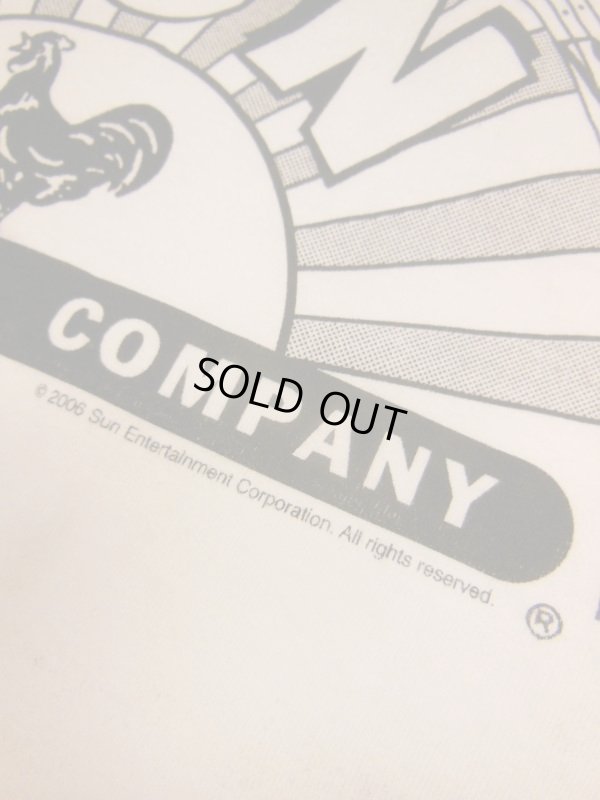 N
COMPANY
SOLD OUT
© 2006 Sun Entertainment Corporation. All rights reserved.
®